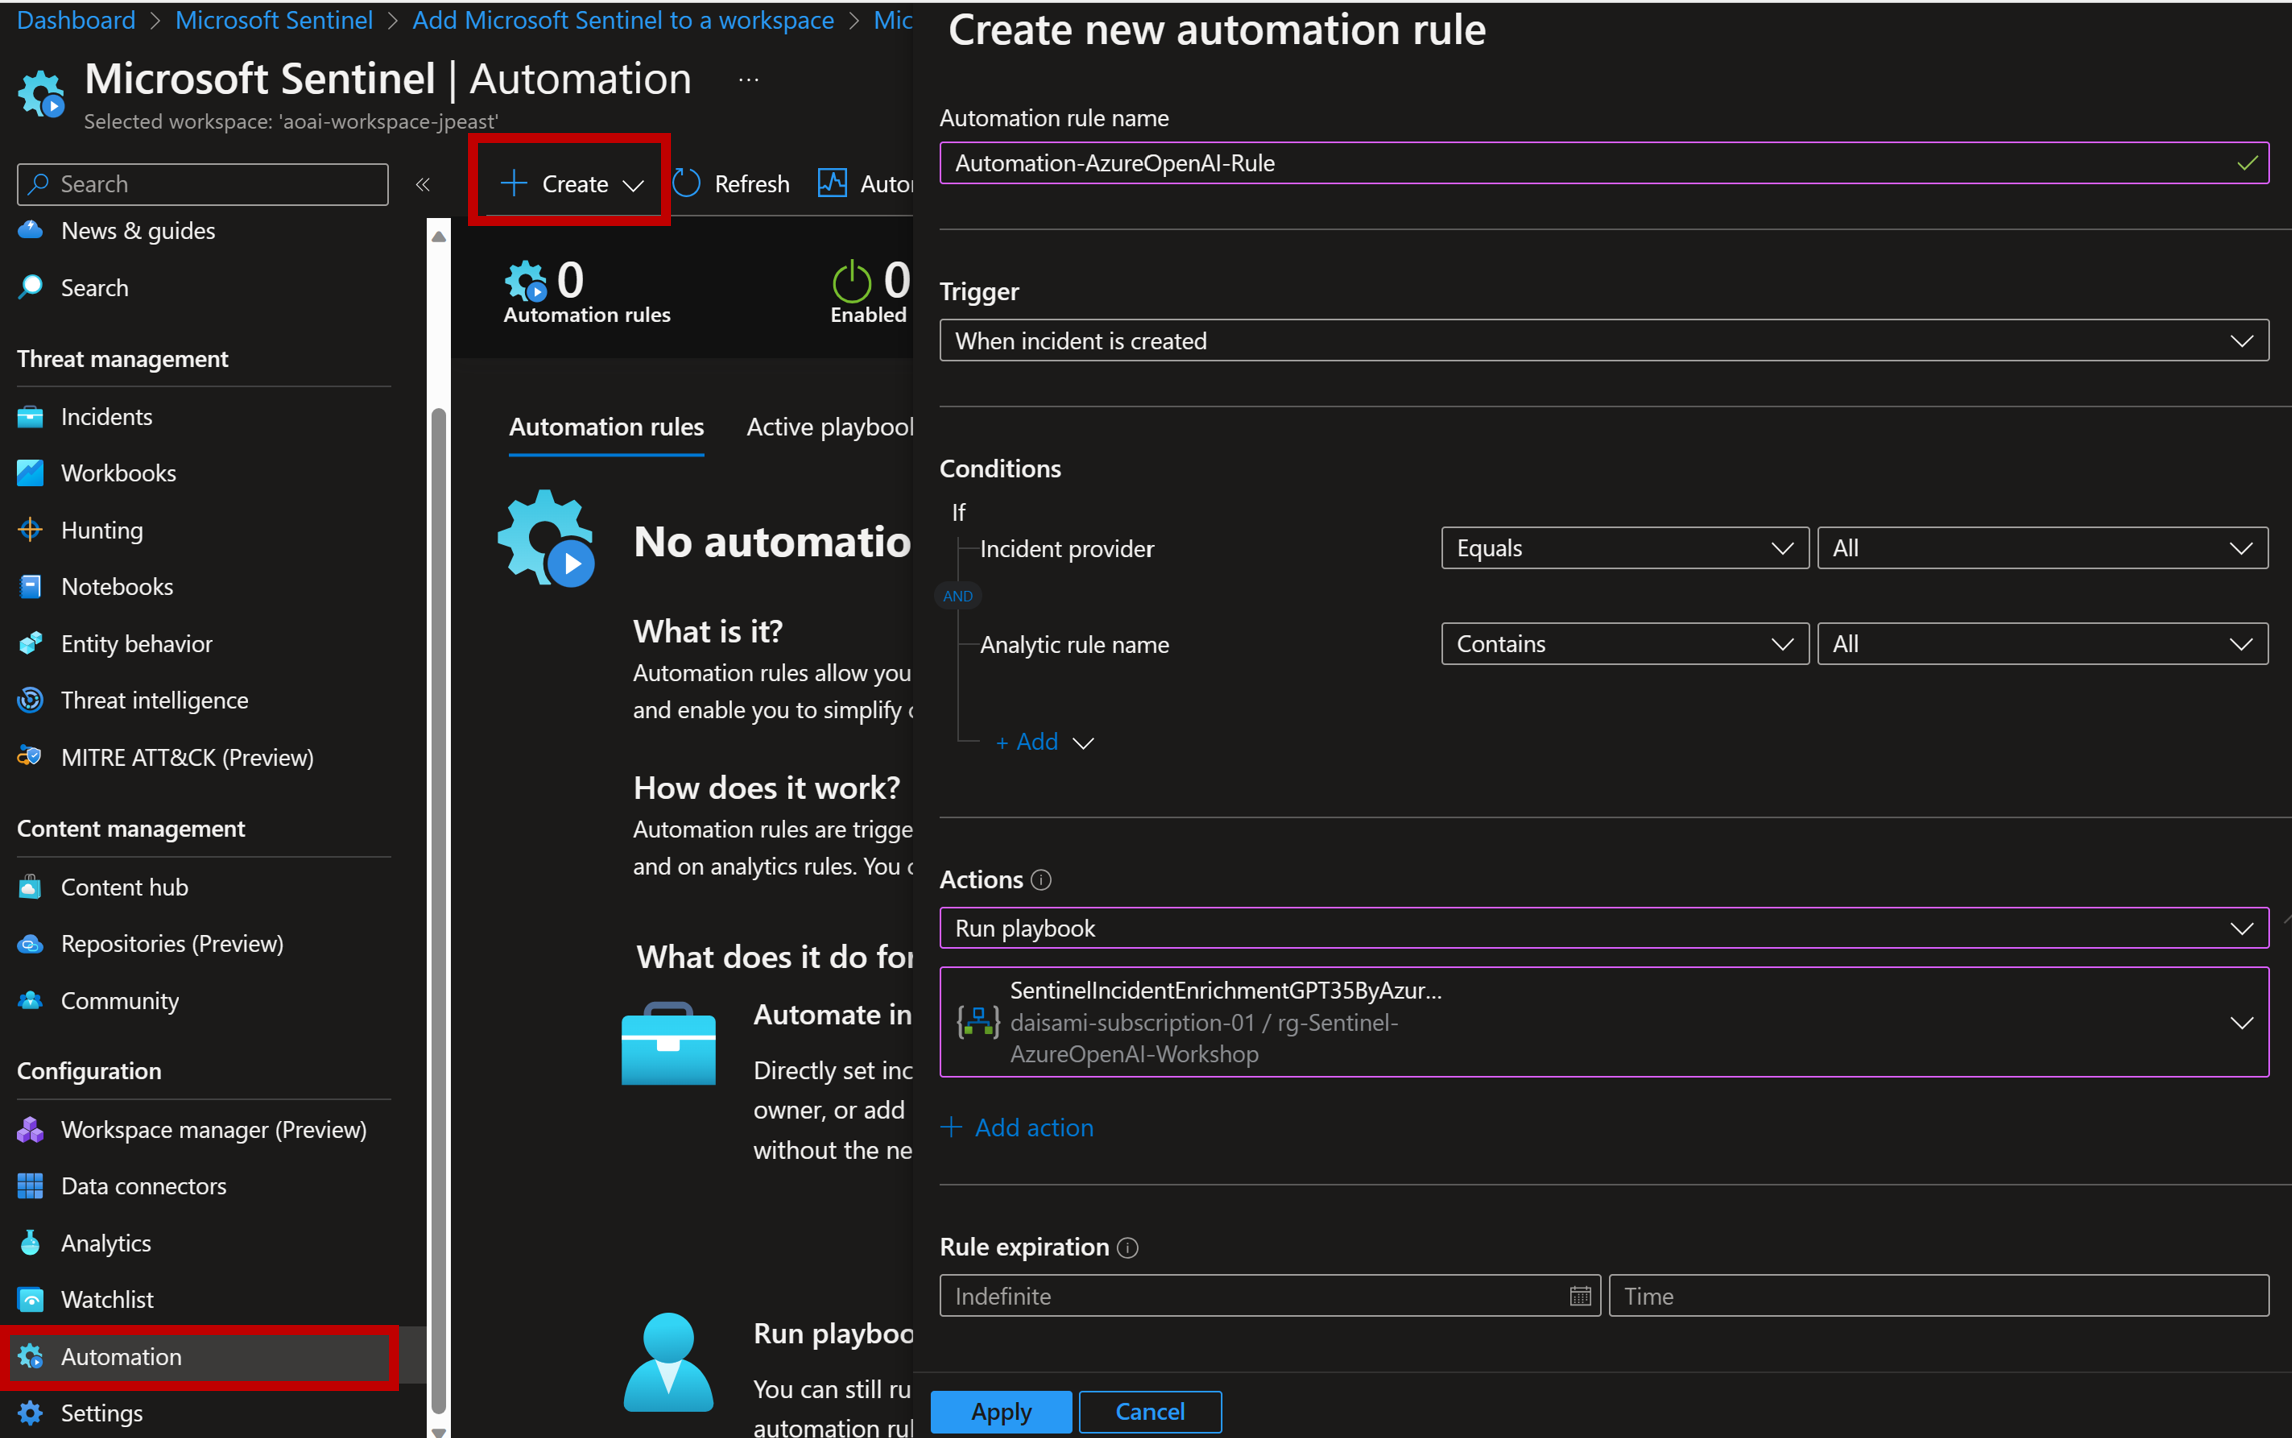 Dashboard > Microsoft Sentinel > Add Microsoft Sentinel to a workspace > Mic
Microsoft Sentinel | Automation ...
Selected workspace: 'aoai-workspace-jpeast'
Search
«
News & guides
Search
Threat management
Incidents
Workbooks
Hunting
Notebooks
Entity behavior
Threat intelligence
MITRE ATT&CK (Preview)
Content management
Content hub
Repositories (Preview)
Community
Configuration
Workspace manager (Preview)
Data connectors
Analytics
Watchlist
Automation
Settings
+ Create
Refresh
Autor
0
Automation rules
0
Enabled
Automation rules
Active playbool
No automatio
What is it?
Automation rules allow you
and enable you to simplify c
How does it work?
Automation rules are trigge
and on analytics rules. You c
What does it do for
Automate in
Directly set inc
owner, or add
without the ne
Run playboo
You can still ru
automation rul
Create new automation rule
Automation rule name
Automation-AzureOpenAI-Rule
Trigger
When incident is created
Conditions
If
Incident provider
Equals
All
AND
Analytic rule name
Contains
All
+ Add
Actions
Run playbook
SentinelIncidentEnrichmentGPT35ByAzur...
daisami-subscription-01 / rg-Sentinel-
AzureOpenAI-Workshop
+ Add action
Rule expiration
Indefinite
Time
Apply
Cancel